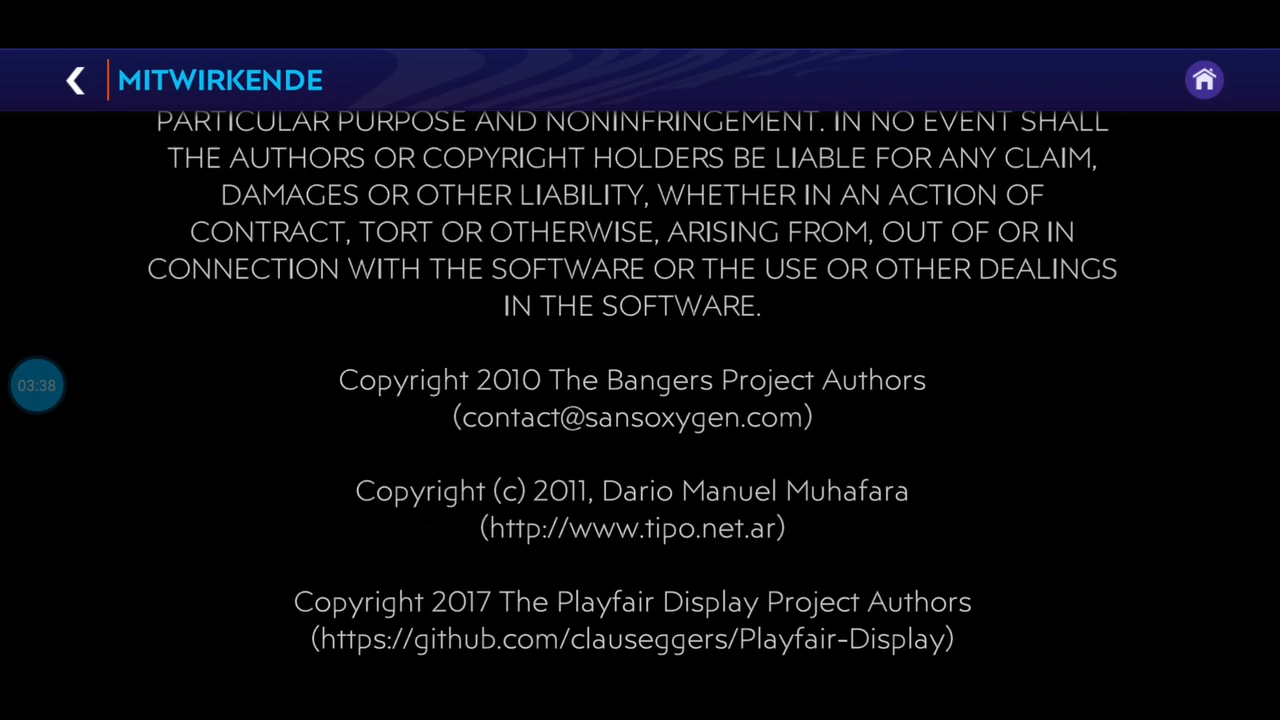 MITWIRKENDE
PARTICULAR PURPOSE AND NONINFRINGEMENT. IN NO EVENT SHALL
THE AUTHORS OR COPYRIGHT HOLDERS BE LIABLE FOR ANY CLAIM,
DAMAGES OR OTHER LIABILITY, WHETHER IN AN ACTION OF
CONTRACT, TORT OR OTHERWISE, ARISING FROM, OUT OF OR IN
CONNECTION WITH THE SOFTWARE OR THE USE OR OTHER DEALINGS
IN THE SOFTWARE.
03:38
Copyright 2010 The Bangers Project Authors
(contact@sansoxygen.com)
Copyright (c) 2011, Dario Manuel Muhafara
(http://www.tipo.net.ar)
Copyright 2017 The Playfair Display Project Authors
(https://github.com/clauseggers/Playfair-Display)